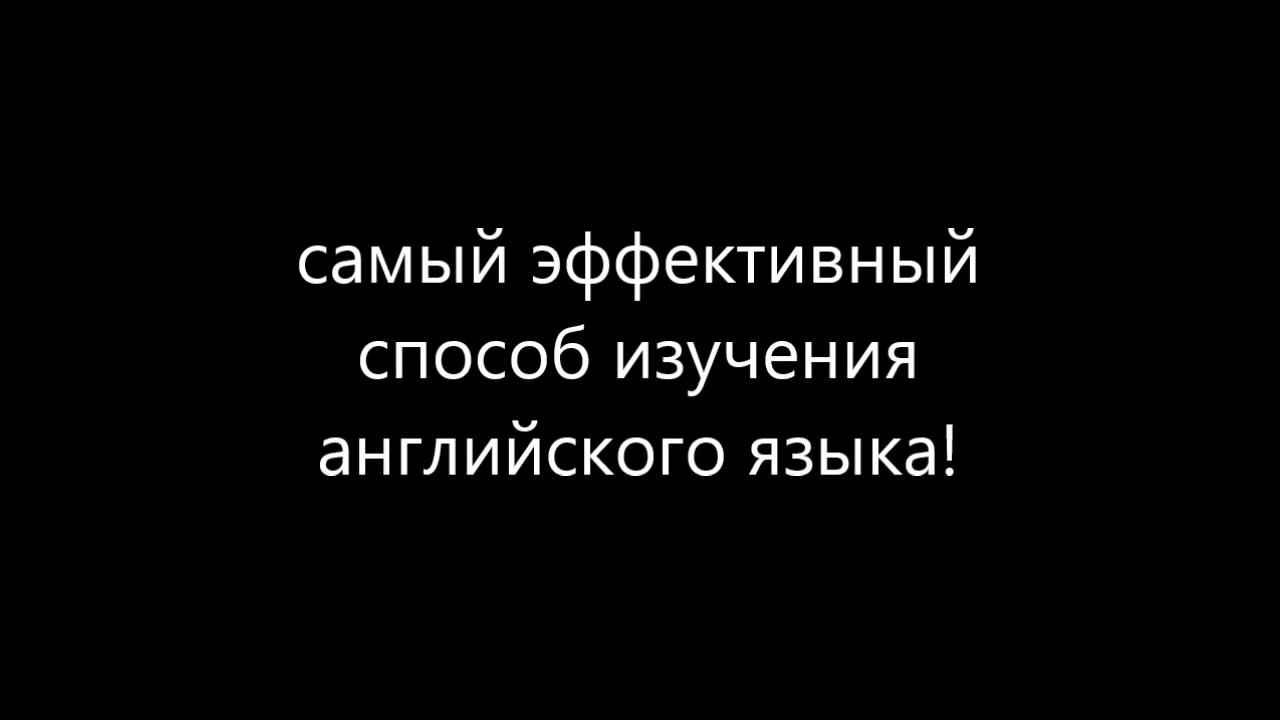 самый эффективный
способ изучения
английского языка!